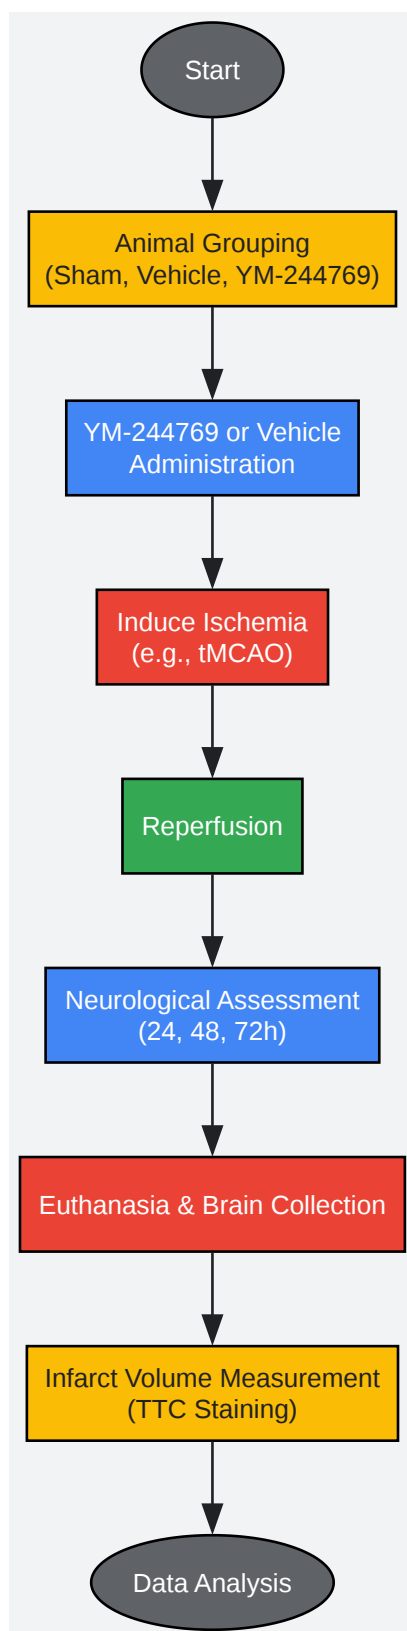 Start
Animal Grouping
(Sham, Vehicle, YM-244769)
YM-244769 or Vehicle
Administration
Induce Ischemia
(e.g., tMCAO)
Reperfusion
Neurological Assessment
(24, 48, 72h)
Euthanasia & Brain Collection
Infarct Volume Measurement
(TTC Staining)
Data Analysis